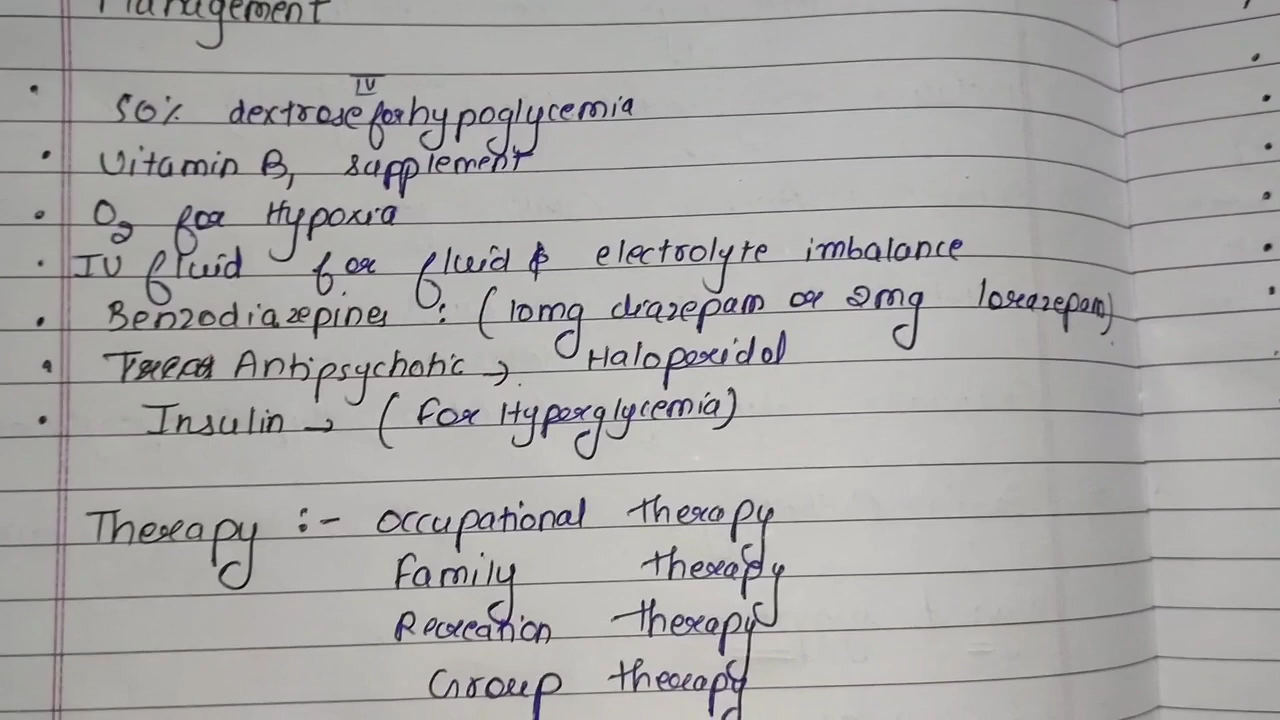 Management
• 50% dextrose IV for hypoglycemia
• Vitamin B1 supplement
• O2 for Hypoxia
• IV fluid for fluid & electrolyte imbalance
• Benzodiazepines : (10mg diazepam or 2mg lorazepam)
• Antipsychotic → Haloperidol
• Insulin → (for Hyperglycemia)
Therapy :- Occupational therapy
Family therapy
Recreation therapy
Group therapy